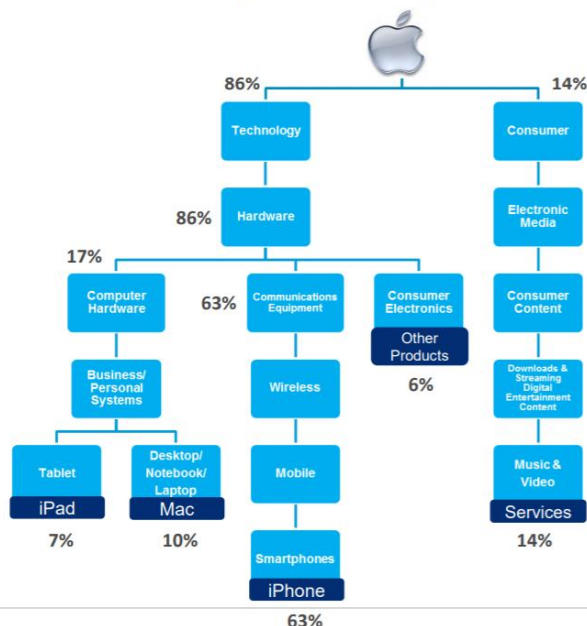 86%
14%
Technology
Consumer
86%
Hardware
Electronic
Media
17%
Computer
Hardware
63%
Communications
Equipment
Consumer
Electronics
Other
Products
6%
Consumer
Content
Business/
Personal
Systems
Wireless
Downloads &
Streaming
Digital
Entertainment
Content
Tablet
iPad
7%
Desktop/
Notebook/
Laptop
Mac
10%
Mobile
Music &
Video
Services
14%
Smartphones
iPhone
63%